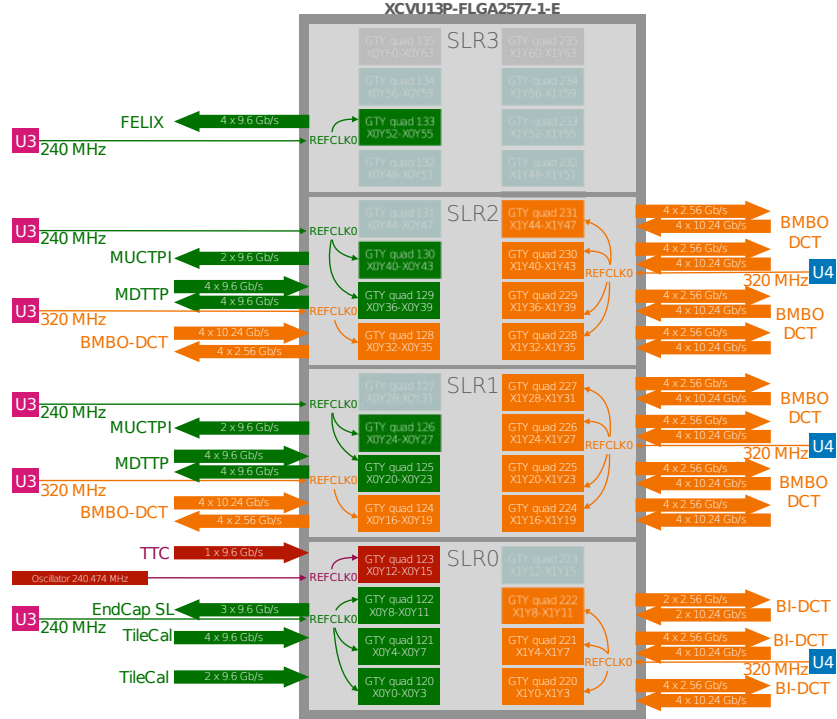 XCVU13P-FLGA2577-1-E
SLR3
GTY quad 135
X0Y60-X0Y63
GTY quad 235
X1Y60-X1Y63
GTY quad 134
X0Y56-X0Y59
GTY quad 234
X1Y56-X1Y59
FELIX
4 x 9.6 Gb/s
GTY quad 133
X0Y52-X0Y55
GTY quad 233
X1Y52-X1Y55
U3
240 MHz
REFCLK0
GTY quad 132
X0Y48-X0Y51
GTY quad 232
X1Y48-X1Y51
SLR2
GTY quad 131
X0Y44-X0Y47
GTY quad 231
X1Y44-X1Y47
4 x 2.56 Gb/s
4 x 10.24 Gb/s
BMBO
DCT
U3
240 MHz
REFCLK0
MUCTPI
2 x 9.6 Gb/s
GTY quad 130
X0Y40-X0Y43
GTY quad 230
X1Y40-X1Y43
4 x 2.56 Gb/s
4 x 10.24 Gb/s
REFCLK0
U4
320 MHz
MDTTP
4 x 9.6 Gb/s
4 x 9.6 Gb/s
GTY quad 129
X0Y36-X0Y39
GTY quad 229
X1Y36-X1Y39
4 x 2.56 Gb/s
4 x 10.24 Gb/s
BMBO
DCT
U3
320 MHz
REFCLK0
BMBO-DCT
4 x 10.24 Gb/s
4 x 2.56 Gb/s
GTY quad 128
X0Y32-X0Y35
GTY quad 228
X1Y32-X1Y35
4 x 2.56 Gb/s
4 x 10.24 Gb/s
SLR1
GTY quad 127
X0Y28-X0Y31
GTY quad 227
X1Y28-X1Y31
4 x 2.56 Gb/s
4 x 10.24 Gb/s
BMBO
DCT
U3
240 MHz
REFCLK0
MUCTPI
2 x 9.6 Gb/s
GTY quad 126
X0Y24-X0Y27
GTY quad 226
X1Y24-X1Y27
4 x 2.56 Gb/s
4 x 10.24 Gb/s
REFCLK0
U4
320 MHz
MDTTP
4 x 9.6 Gb/s
4 x 9.6 Gb/s
GTY quad 125
X0Y20-X0Y23
GTY quad 225
X1Y20-X1Y23
4 x 2.56 Gb/s
4 x 10.24 Gb/s
BMBO
DCT
U3
320 MHz
REFCLK0
BMBO-DCT
4 x 10.24 Gb/s
4 x 2.56 Gb/s
GTY quad 124
X0Y16-X0Y19
GTY quad 224
X1Y16-X1Y19
4 x 2.56 Gb/s
4 x 10.24 Gb/s
SLR0
TTC
1 x 9.6 Gb/s
GTY quad 123
X0Y12-X0Y15
GTY quad 223
X1Y12-X1Y15
Oscillator 240.474 MHz
REFCLK0
EndCap SL
3 x 9.6 Gb/s
GTY quad 122
X0Y8-X0Y11
GTY quad 222
X1Y8-X1Y11
2 x 2.56 Gb/s
2 x 10.24 Gb/s
BI-DCT
U3
240 MHz
REFCLK0
TileCal
4 x 9.6 Gb/s
GTY quad 121
X0Y4-X0Y7
GTY quad 221
X1Y4-X1Y7
4 x 2.56 Gb/s
4 x 10.24 Gb/s
BI-DCT
REFCLK0
U4
320 MHz
TileCal
2 x 9.6 Gb/s
GTY quad 120
X0Y0-X0Y3
GTY quad 220
X1Y0-X1Y3
4 x 2.56 Gb/s
4 x 10.24 Gb/s
BI-DCT